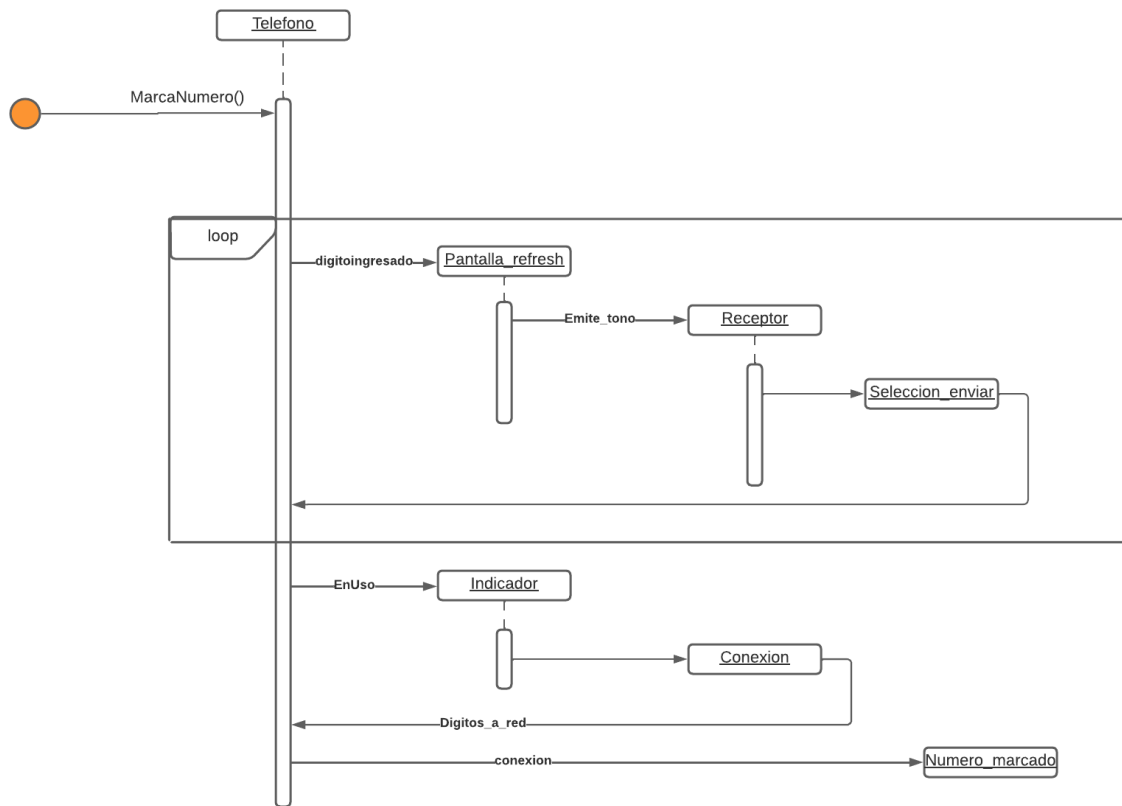 Telefono
MarcaNumero()
loop
digitoingresado
Pantalla_refresh
Emite_tono
Receptor
Seleccion_enviar
EnUso
Indicador
Conexion
Digitos_a_red
conexion
Numero_marcado